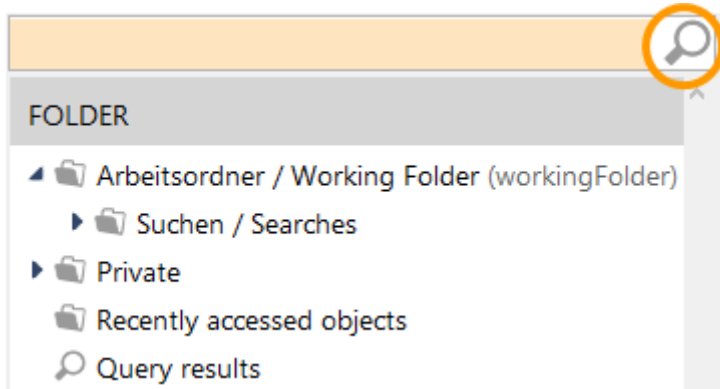 FOLDER
Arbeitsordner / Working Folder (workingFolder)
Suchen / Searches
Private
Recently accessed objects
Query results